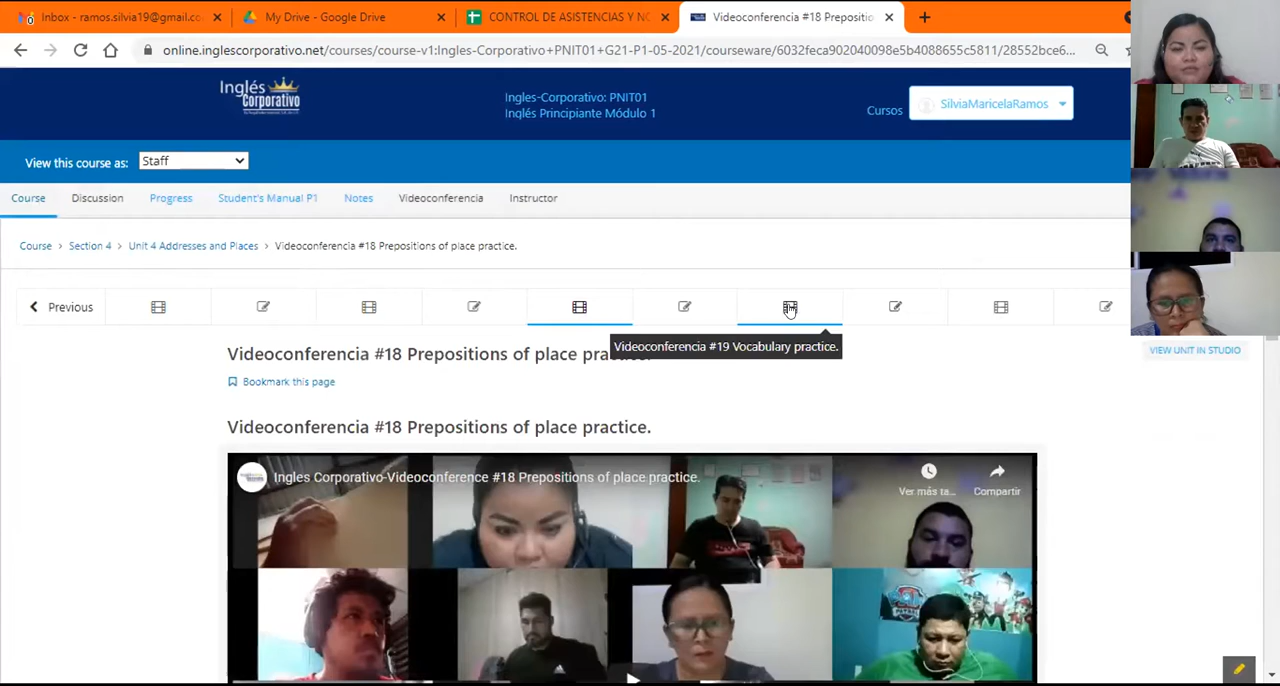 Inbox - ramos.silvia19@gmail.co
My Drive - Google Drive
CONTROL DE ASISTENCIAS Y NO
Videoconferencia #18 Prepositio
online.inglescorporativo.net/courses/course-v1:Ingles-Corporativo+PNIT01+G21-P1-05-2021/courseware/6032feca902040098e5b4088655c5811/28552bce6...
Inglés
Corporativo
Ingles-Corporativo: PNIT01
Inglés Principiante Módulo 1
Cursos
SilviaMaricelaRamos
View this course as:
Staff
Course
Discussion
Progress
Student's Manual P1
Notes
Videoconferencia
Instructor
Course > Section 4 > Unit 4 Addresses and Places > Videoconferencia #18 Prepositions of place practice.
Previous
Videoconferencia #19 Vocabulary practice.
VIEW UNIT IN STUDIO
Videoconferencia #18 Prepositions of place practice.
Bookmark this page
Videoconferencia #18 Prepositions of place practice.
Ingles Corporativo-Videoconference #18 Prepositions of place practice.
Ver más ta...
Compartir